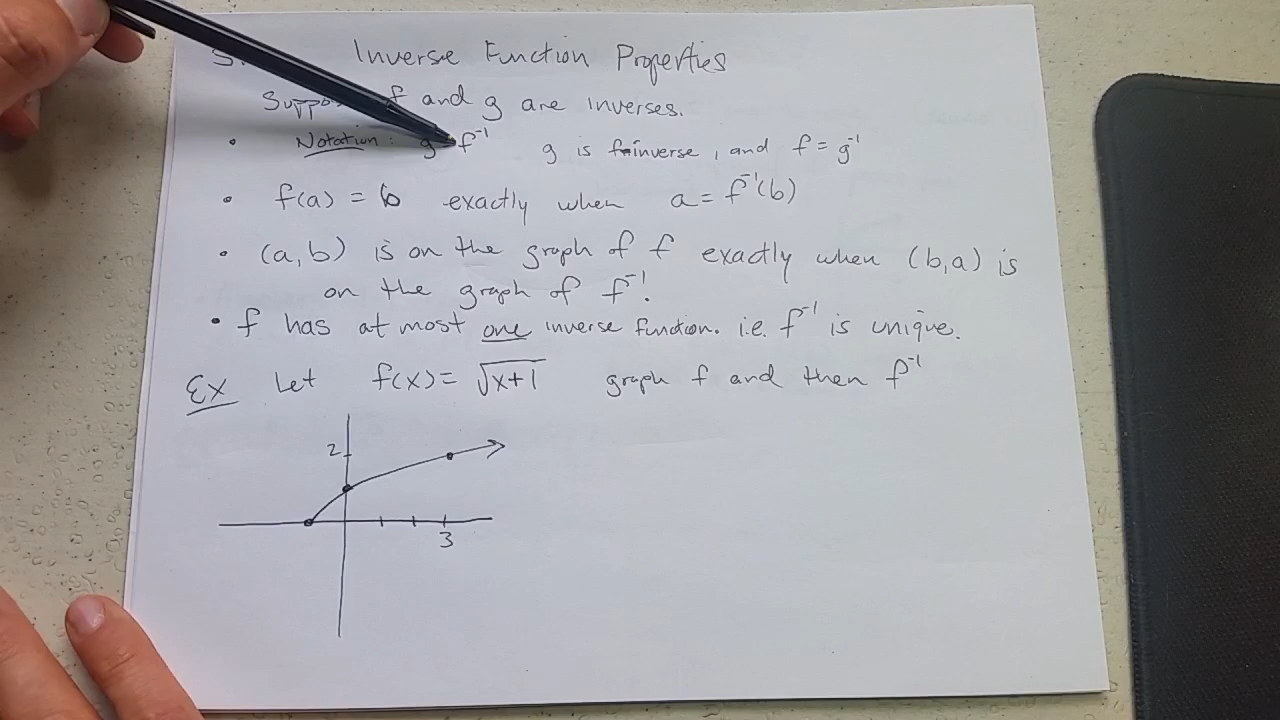 Inverse Function Properties
f and g are inverses.
• Notation: g f⁻¹ g is f-inverse, and f = g⁻¹
• f(a) = b exactly when a = f⁻¹(b)
• (a,b) is on the graph of f exactly when (b,a) is
on the graph of f⁻¹.
• f has at most one inverse function. i.e. f⁻¹ is unique.
Ex Let f(x) = √x+1 graph f and then f⁻¹
2
3